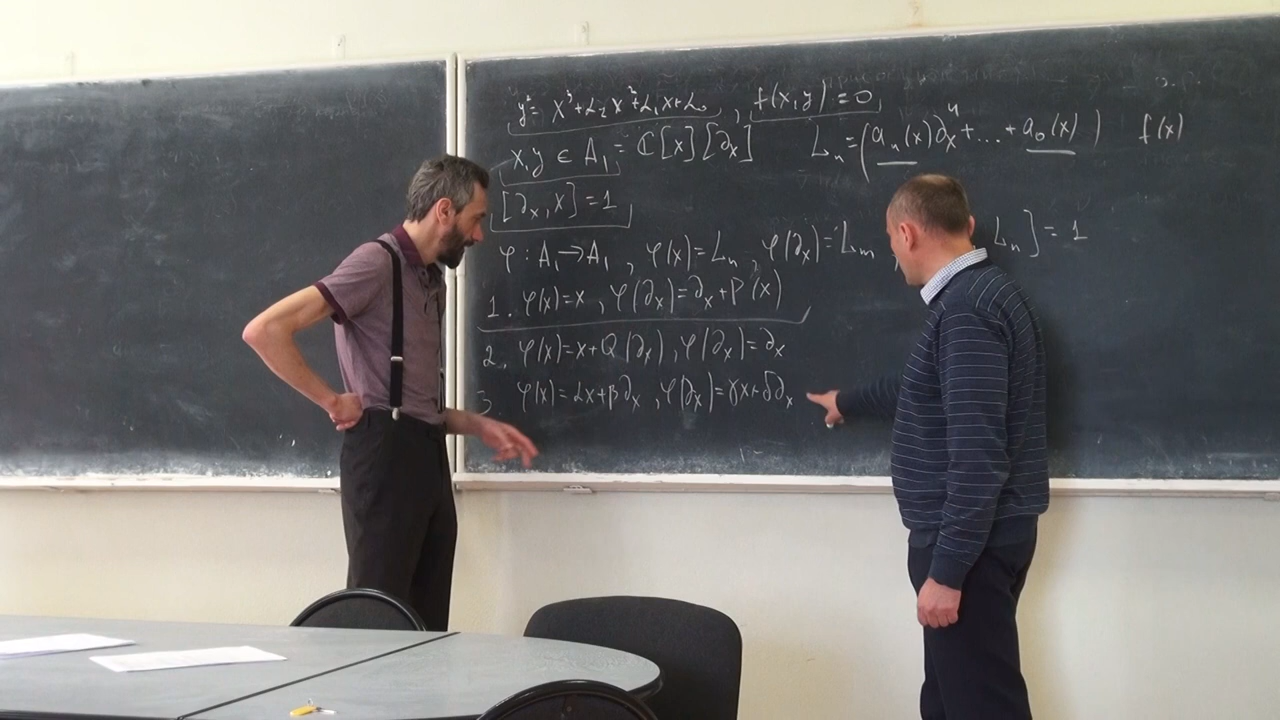 y² = x³ + α₂x² + α₁x + α₀ , f(x,y) = 0
x, y ∈ A₁ = ℂ[x][∂ₓ] Lₙ = (aₙ(x)∂ₓⁿ + ... + a₀(x)) f(x)
[∂ₓ, x] = 1
φ : A₁ → A₁ , φ(x) = Lₙ , φ(∂ₓ) = Lₘ , Lₙ] = 1
1. φ(x) = x , φ(∂ₓ) = ∂ₓ + P(x)
2. φ(x) = x + Q(∂ₓ) , φ(∂ₓ) = ∂ₓ
3. φ(x) = αx + β∂ₓ , φ(∂ₓ) = γx + δ∂ₓ